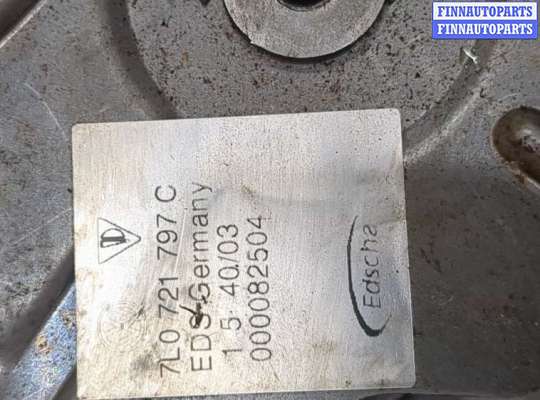 FINNAUTOPARTS
FINNAUTOPARTS
7L0 721 797 C
EDS-Germany
1 5 40/03
000082504
Edscha